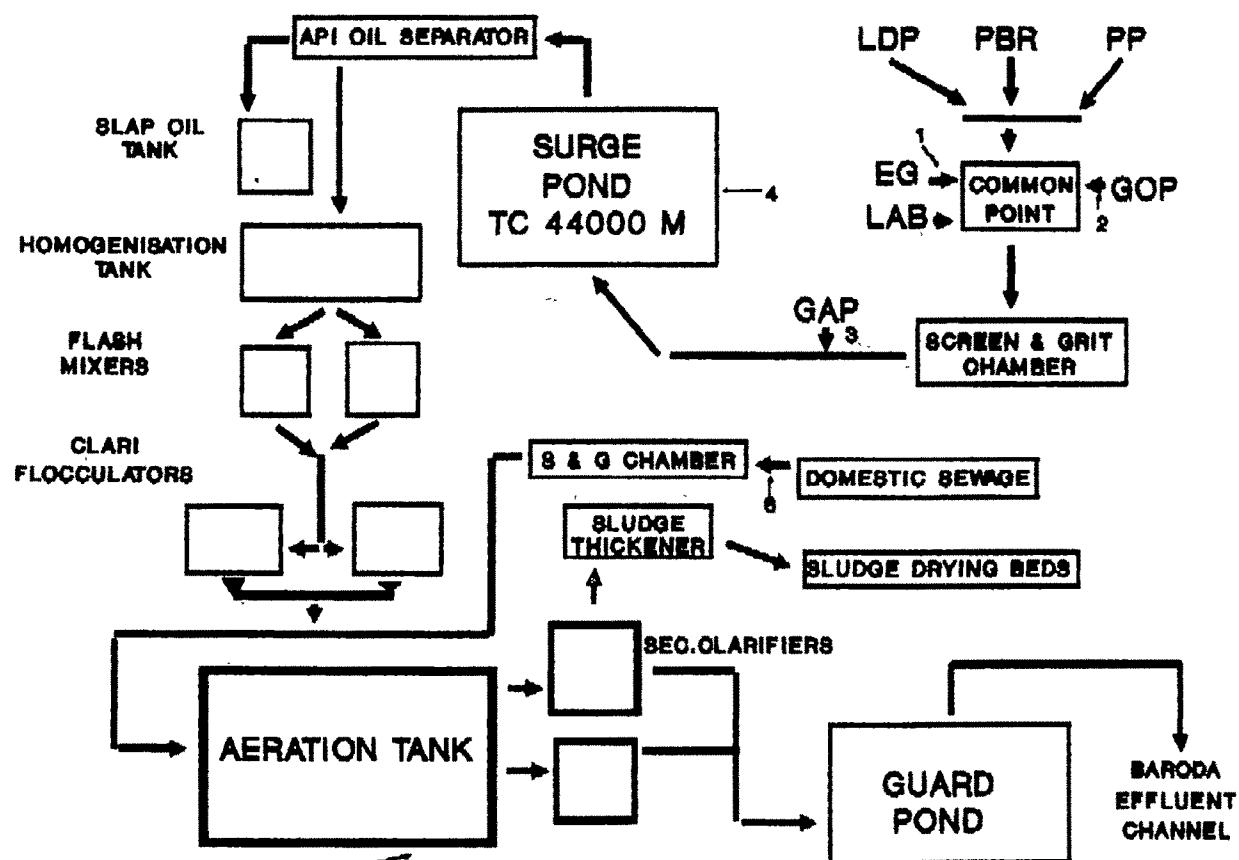 API OIL SEPARATOR
LDP PBR PP
SLAP OIL
TANK
SURGE
POND
TC 44000 M
4
1
EG
COMMON
POINT
GOP
LAB
2
HOMOGENISATION
TANK
GAP
3
SCREEN & GRIT
CHAMBER
FLASH
MIXERS
CLARI
FLOCCULATORS
S & G CHAMBER
DOMESTIC SEWAGE
SLUDGE
THICKENER
SLUDGE DRYING BEDS
SEC.CLARIFIERS
AERATION TANK
GUARD
POND
BARODA
EFFLUENT
CHANNEL